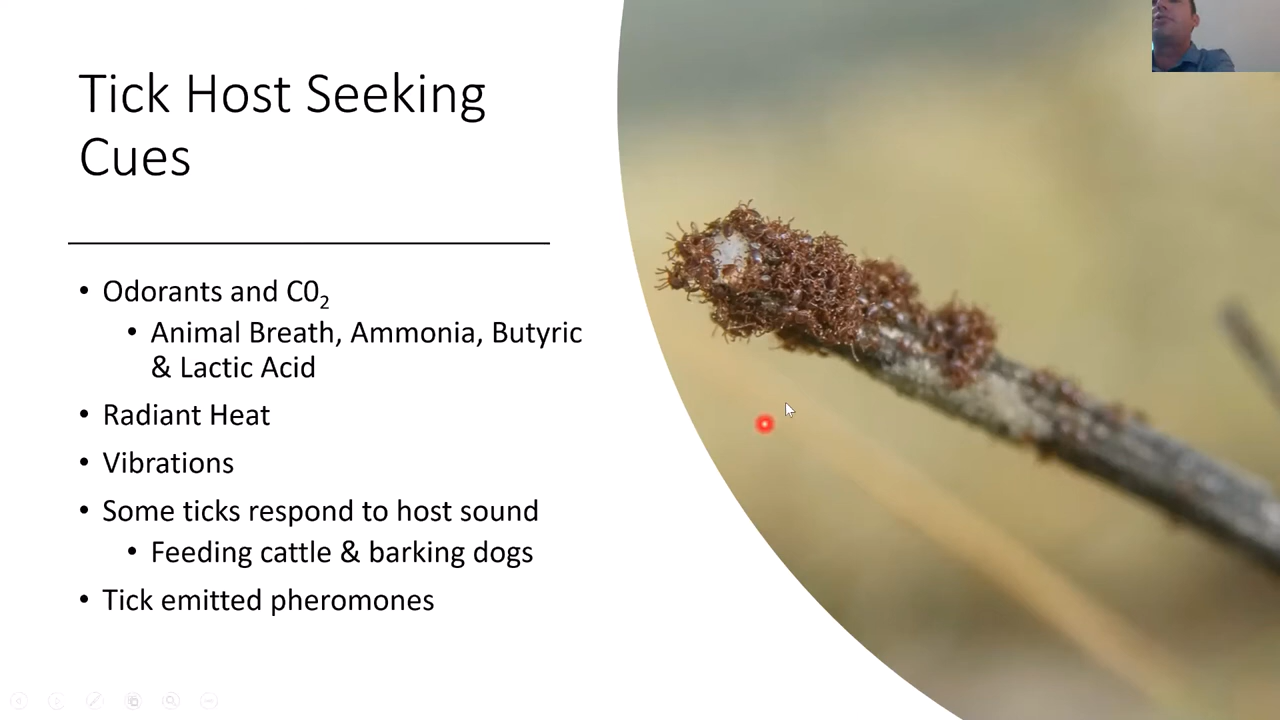 Tick Host Seeking
Cues
• Odorants and C0₂
• Animal Breath, Ammonia, Butyric
& Lactic Acid
• Radiant Heat
• Vibrations
• Some ticks respond to host sound
• Feeding cattle & barking dogs
• Tick emitted pheromones